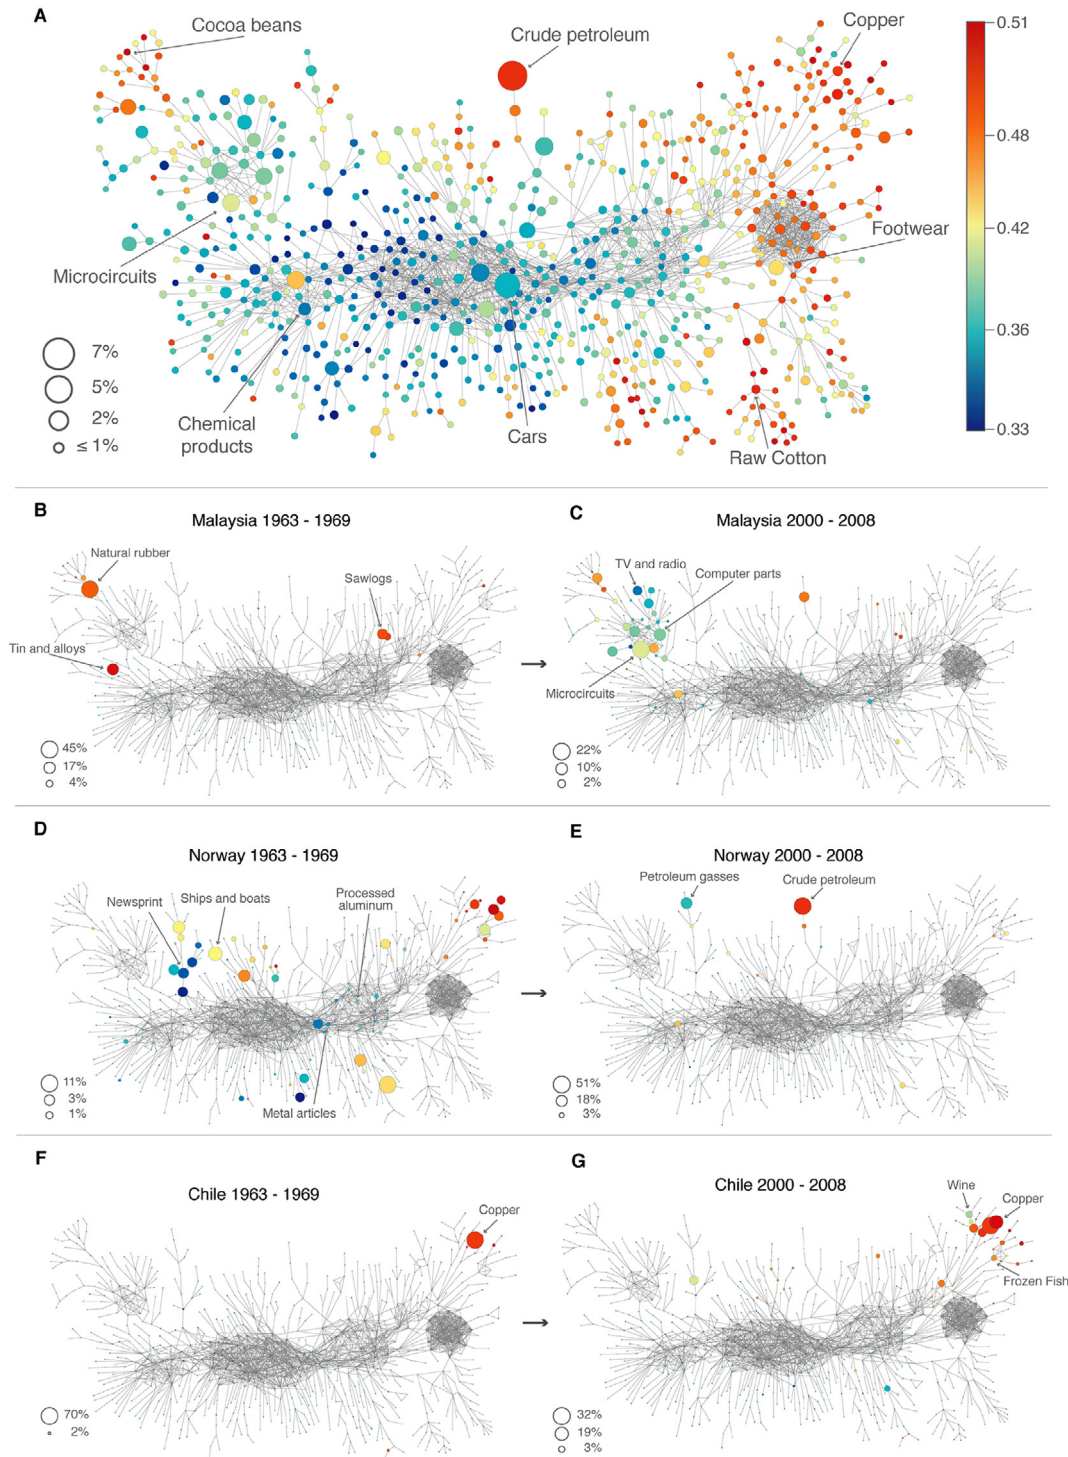 A
Cocoa beans
Crude petroleum
Copper
0.51
0.48
0.42
0.36
0.33
Footwear
Microcircuits
7%
5%
2%
≤ 1%
Chemical
products
Cars
Raw Cotton
B
Malaysia 1963 - 1969
Natural rubber
Sawlogs
Tin and alloys
45%
17%
4%
C
Malaysia 2000 - 2008
TV and radio
Computer parts
Microcircuits
22%
10%
2%
D
Norway 1963 - 1969
Newsprint
Ships and boats
Processed
aluminum
Metal articles
11%
3%
1%
E
Norway 2000 - 2008
Petroleum gasses
Crude petroleum
51%
18%
3%
F
Chile 1963 - 1969
Copper
70%
2%
G
Chile 2000 - 2008
Wine
Copper
Frozen Fish
32%
19%
3%